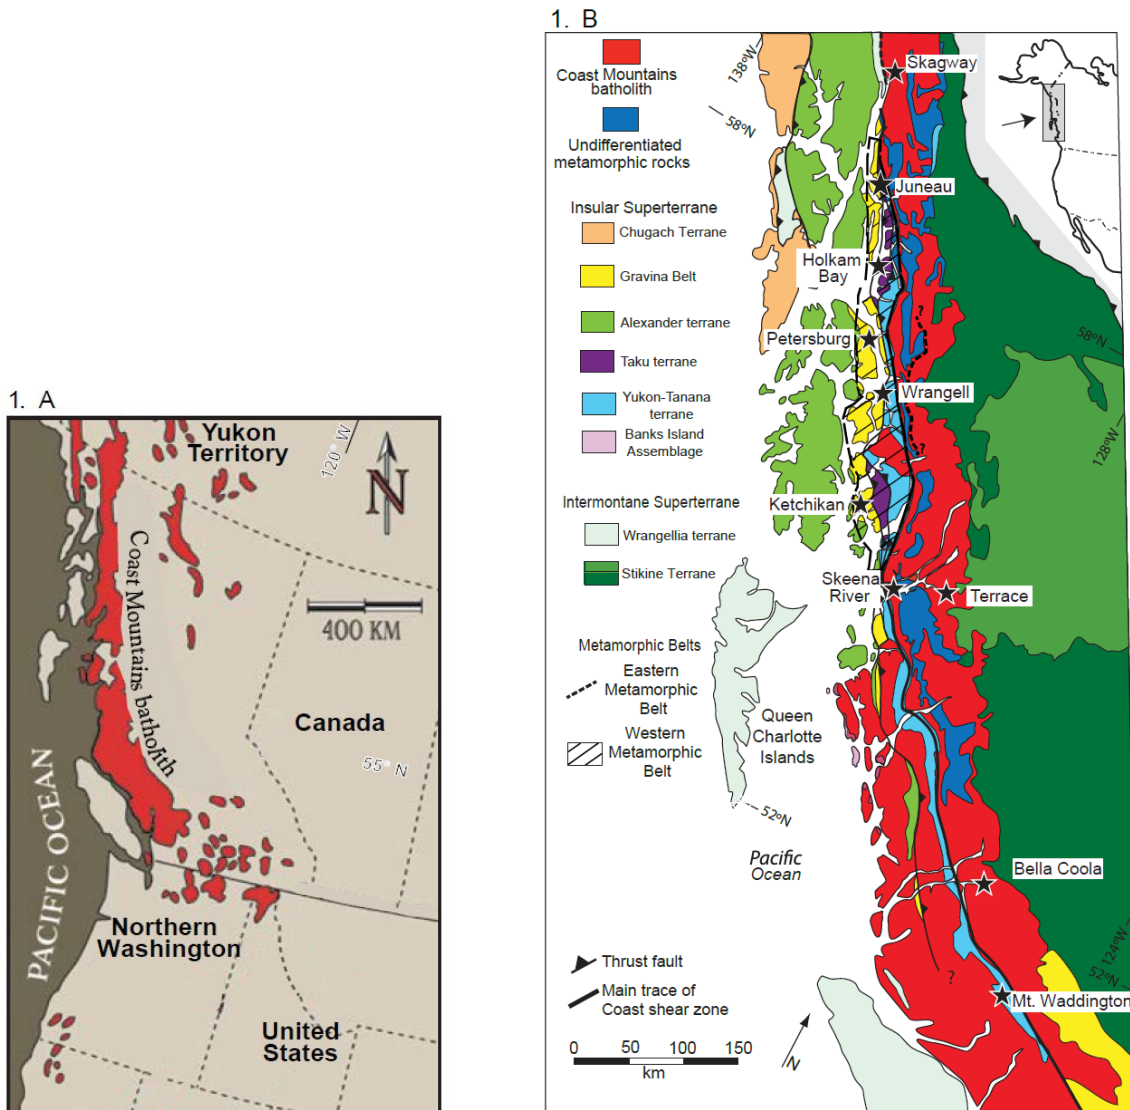 1. A
Yukon
Territory
120° W
N
Coast Mountains batholith
400 KM
Canada
55° N
PACIFIC OCEAN
Northern
Washington
United
States
1. B
Coast Mountains
batholith
Undifferentiated
metamorphic rocks
Insular Superterrane
Chugach Terrane
Gravina Belt
Alexander terrane
Taku terrane
Yukon-Tanana
terrane
Banks Island
Assemblage
Intermontane Superterrane
Wrangellia terrane
Stikine Terrane
Metamorphic Belts
Eastern
Metamorphic
Belt
Western
Metamorphic
Belt
138°W
58°N
Skagway
Juneau
Holkam
Bay
?
58°N
Petersburg
Wrangell
128°W
?
Ketchikan
Skeena
River
Terrace
Queen
Charlotte
Islands
52°N
Pacific
Ocean
Bella Coola
124°W
52°N
?
Mt. Waddington
Thrust fault
Main trace of
Coast shear zone
0 50 100 150
km
N